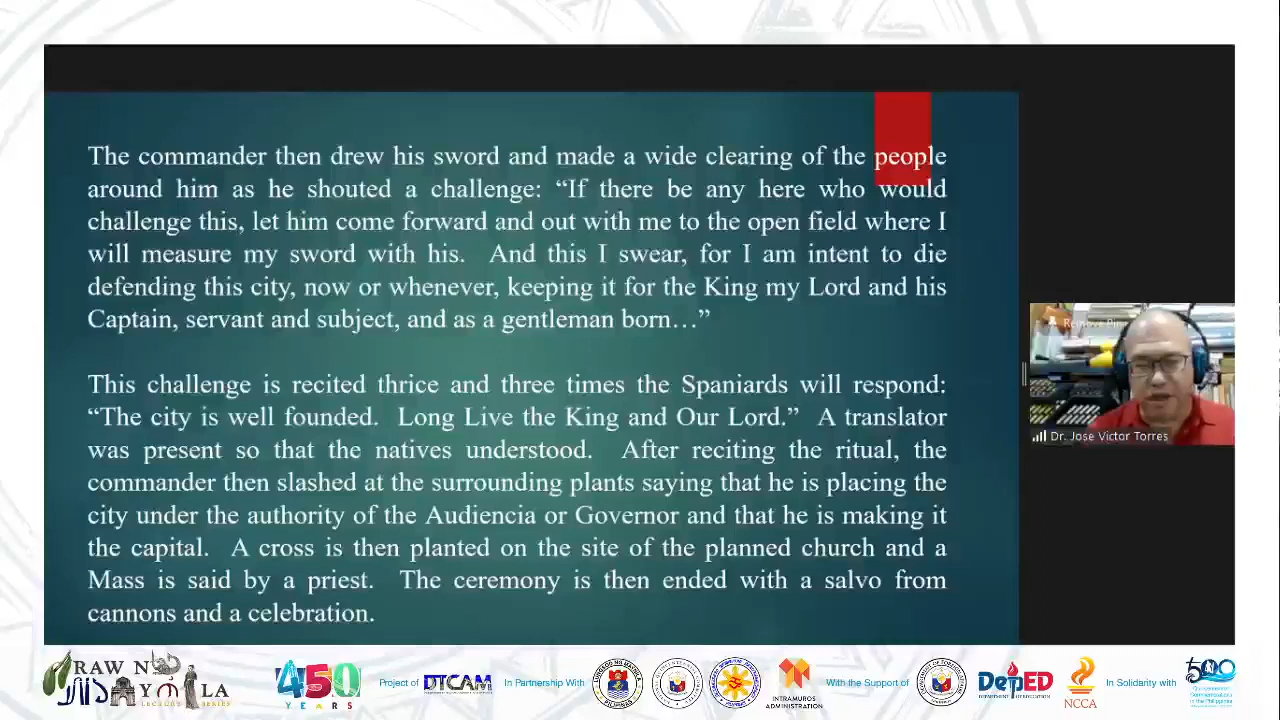 The commander then drew his sword and made a wide clearing of the people
around him as he shouted a challenge: “If there be any here who would
challenge this, let him come forward and out with me to the open field where I
will measure my sword with his. And this I swear, for I am intent to die
defending this city, now or whenever, keeping it for the King my Lord and his
Captain, servant and subject, and as a gentleman born…”
This challenge is recited thrice and three times the Spaniards will respond:
“The city is well founded. Long Live the King and Our Lord.” A translator
was present so that the natives understood. After reciting the ritual, the
commander then slashed at the surrounding plants saying that he is placing the
city under the authority of the Audiencia or Governor and that he is making it
the capital. A cross is then planted on the site of the planned church and a
Mass is said by a priest. The ceremony is then ended with a salvo from
cannons and a celebration.
Dr. Jose Victor Torres
LECTURE SERIES
450
YEARS
Project of
DTCAM
In Partnership With
INTRAMUROS
ADMINISTRATION
With the Support of
DepED
DEPARTMENT OF EDUCATION
NCCA
In Solidarity with
500